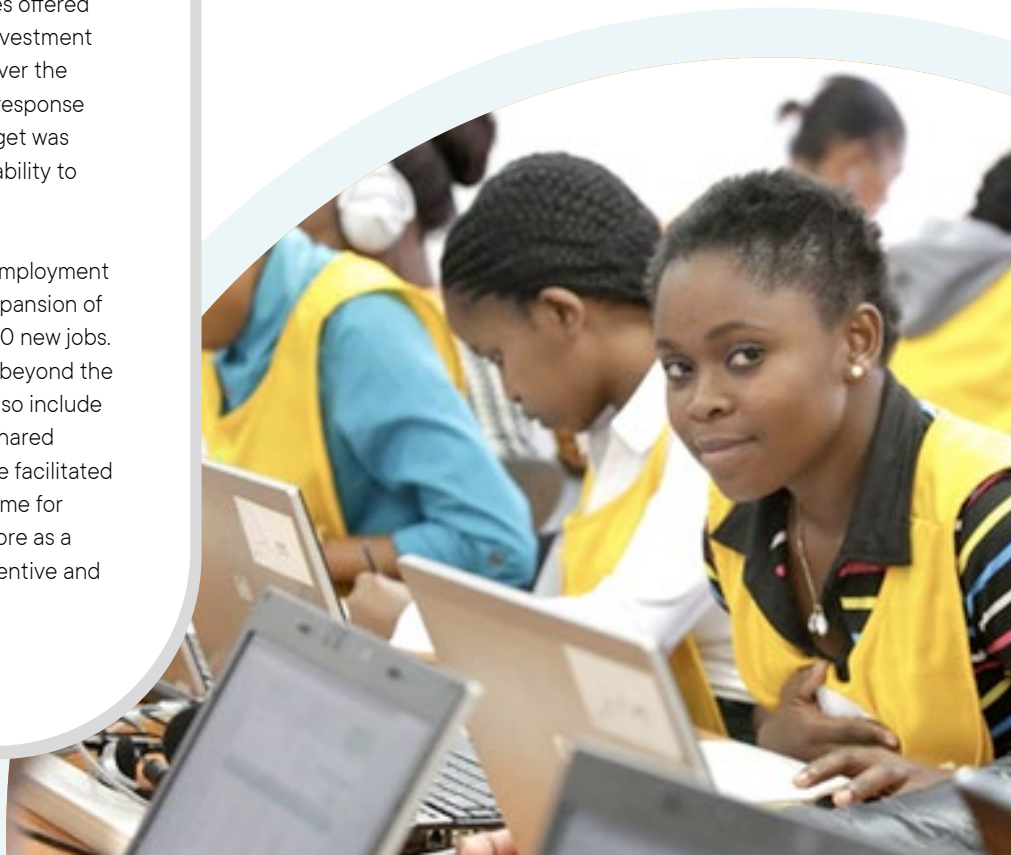 es offered
vestment
ver the
response
get was
ability to
mployment
pansion of
0 new jobs.
beyond the
so include
hared
e facilitated
me for
ore as a
entive and